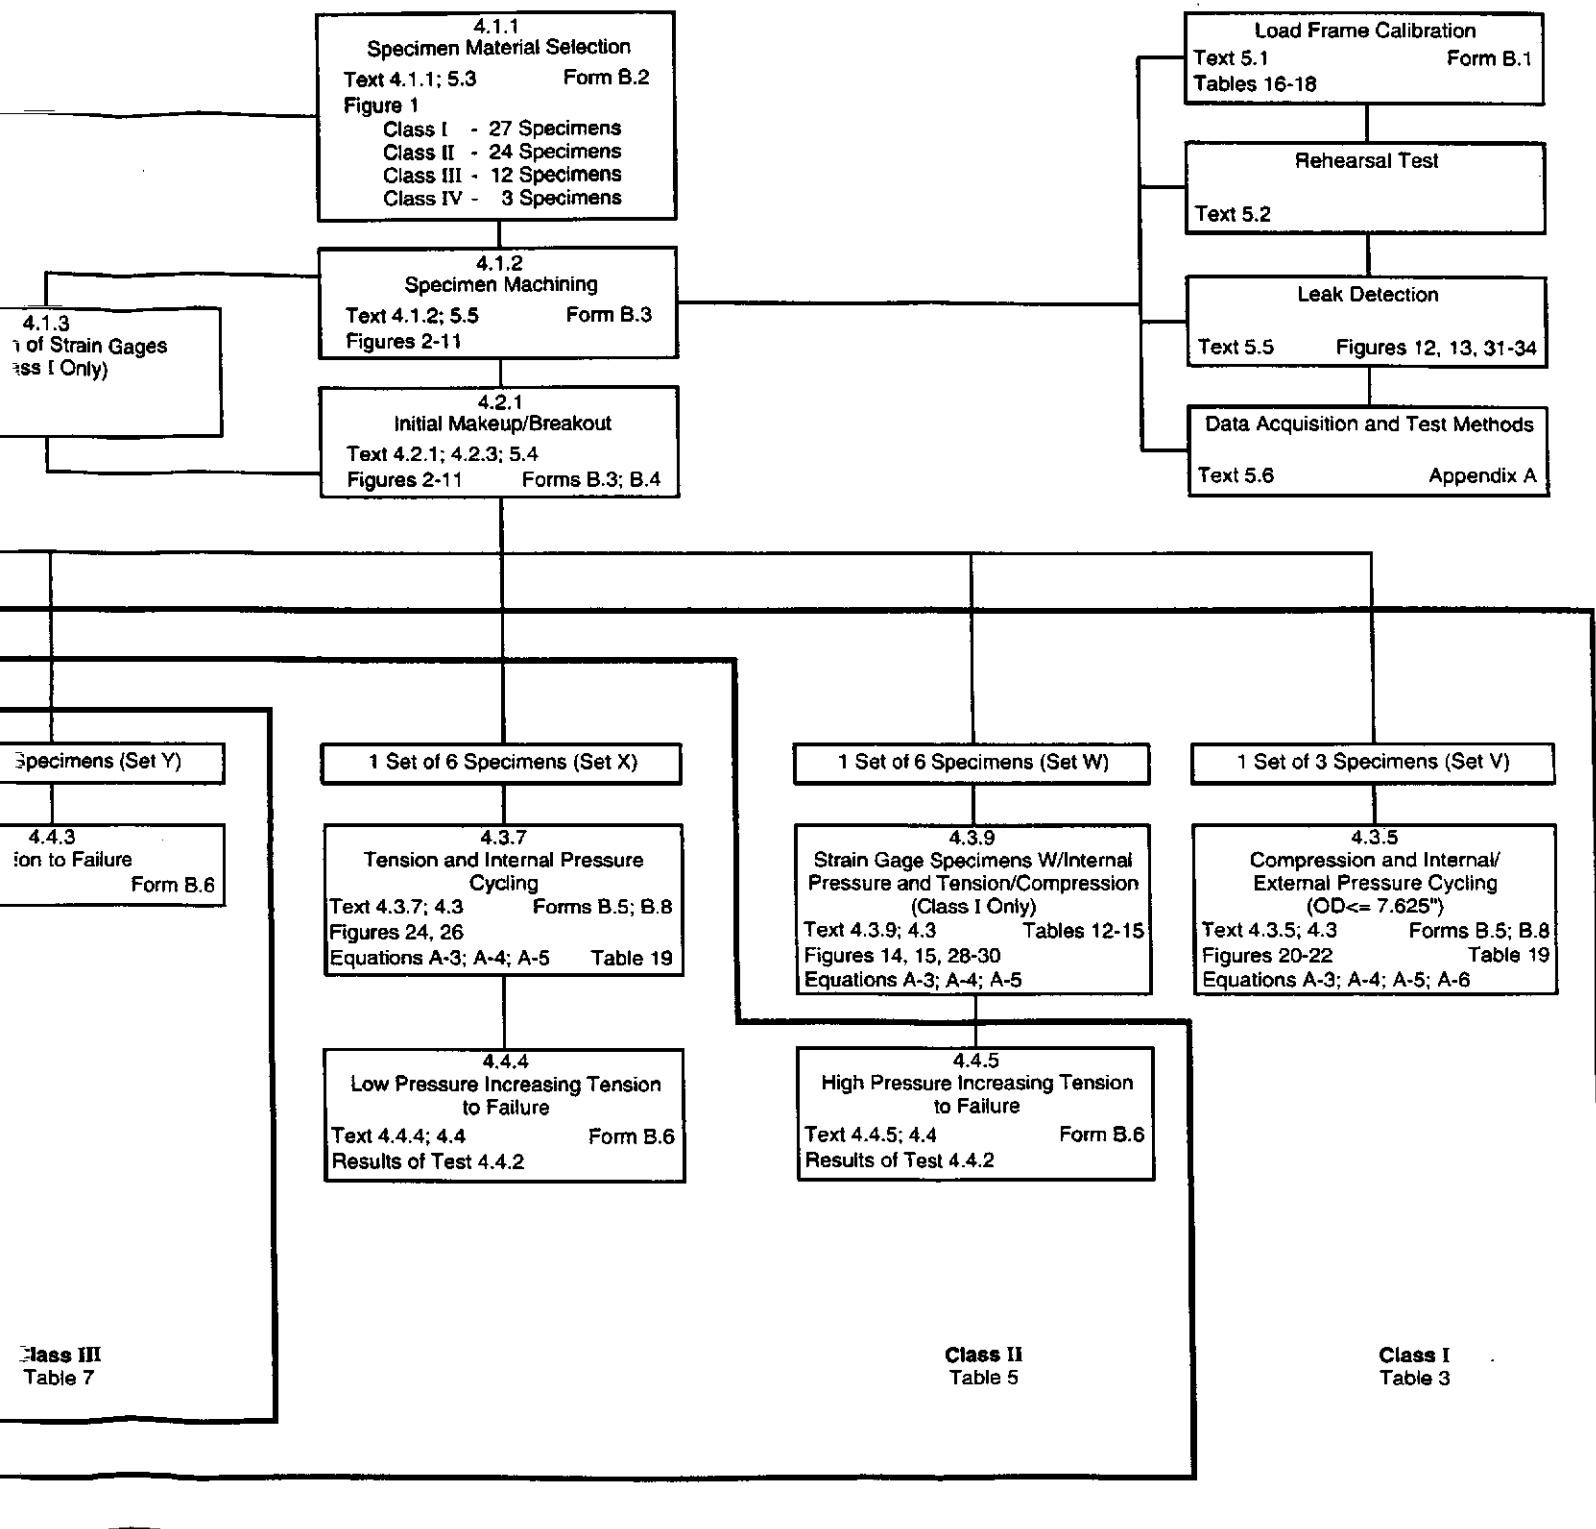 4.1.1
Specimen Material Selection
Text 4.1.1; 5.3 Form B.2
Figure 1
Class I - 27 Specimens
Class II - 24 Specimens
Class III - 12 Specimens
Class IV - 3 Specimens
4.1.2
Specimen Machining
Text 4.1.2; 5.5 Form B.3
Figures 2-11
4.1.3
of Strain Gages
I Only)
4.2.1
Initial Makeup/Breakout
Text 4.2.1; 4.2.3; 5.4
Figures 2-11 Forms B.3; B.4
Load Frame Calibration
Text 5.1 Form B.1
Tables 16-18
Rehearsal Test
Text 5.2
Leak Detection
Text 5.5 Figures 12, 13, 31-34
Data Acquisition and Test Methods
Text 5.6 Appendix A
Specimens (Set Y)
4.4.3
to Failure
Form B.6
1 Set of 6 Specimens (Set X)
4.3.7
Tension and Internal Pressure
Cycling
Text 4.3.7; 4.3 Forms B.5; B.8
Figures 24, 26
Equations A-3; A-4; A-5 Table 19
4.4.4
Low Pressure Increasing Tension
to Failure
Text 4.4.4; 4.4 Form B.6
Results of Test 4.4.2
1 Set of 6 Specimens (Set W)
4.3.9
Strain Gage Specimens W/Internal
Pressure and Tension/Compression
(Class I Only)
Text 4.3.9; 4.3 Tables 12-15
Figures 14, 15, 28-30
Equations A-3; A-4; A-5
4.4.5
High Pressure Increasing Tension
to Failure
Text 4.4.5; 4.4 Form B.6
Results of Test 4.4.2
1 Set of 3 Specimens (Set V)
4.3.5
Compression and Internal/
External Pressure Cycling
(OD<= 7.625")
Text 4.3.5; 4.3 Forms B.5; B.8
Figures 20-22 Table 19
Equations A-3; A-4; A-5; A-6
Class III
Table 7
Class II
Table 5
Class I
Table 3